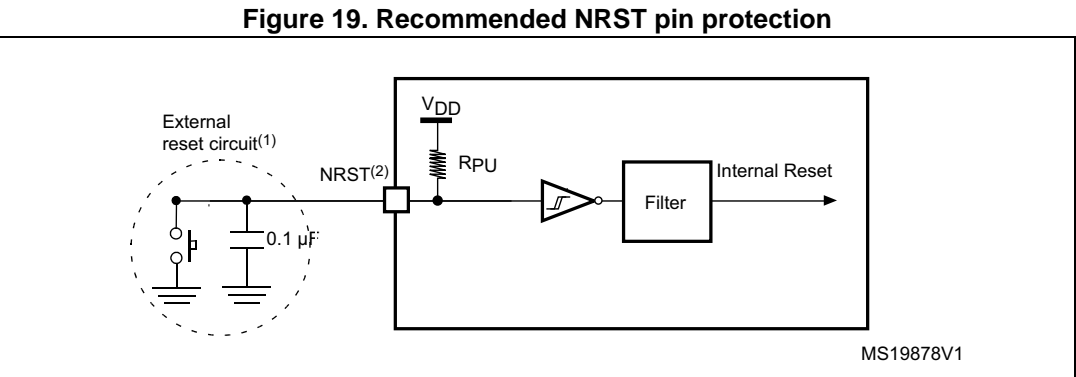 Figure 19. Recommended NRST pin protection
External
reset circuit(1)
VDD
RPU
NRST(2)
Internal Reset
Filter
0.1 μF
MS19878V1